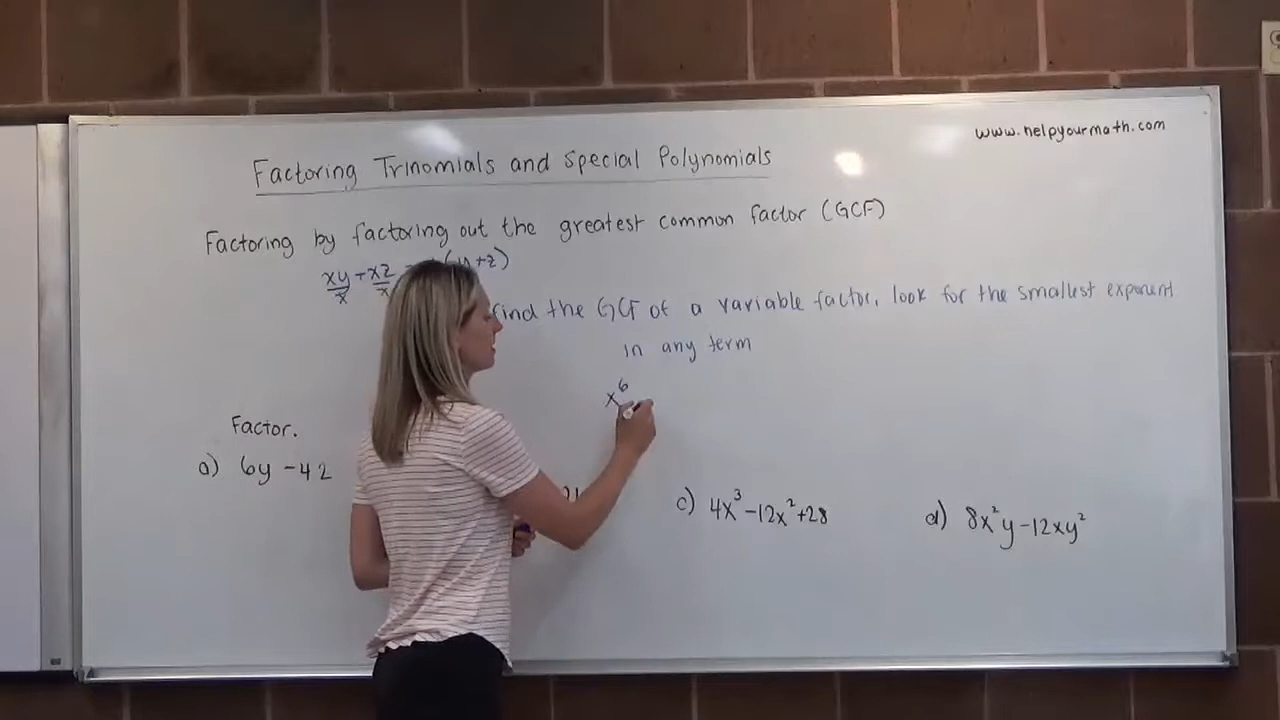 www.helpyourmath.com
Factoring Trinomials and Special Polynomials
Factoring by factoring out the greatest common factor (GCF)
xy/x + xz/x (y+z)
find the GCF of a variable factor, look for the smallest exponent
in any term
x⁶
Factor.
a) 6y - 42
c) 4x³ - 12x² + 28
d) 8x²y - 12xy²